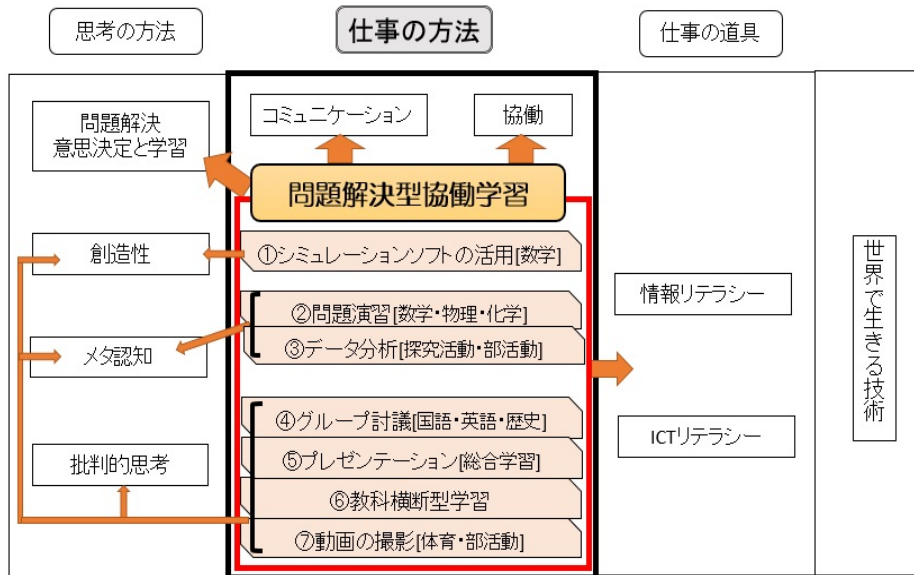 思考の方法
仕事の方法
仕事の道具
問題解決
意思決定と学習
コミュニケーション
協働
問題解決型協働学習
創造性
①シミュレーションソフトの活用[数学]
メタ認知
②問題演習[数学・物理・化学]
③データ分析[探究活動・部活動]
批判的思考
④グループ討議[国語・英語・歴史]
⑤プレゼンテーション[総合学習]
⑥教科横断型学習
⑦動画の撮影[体育・部活動]
情報リテラシー
ICTリテラシー
世界で生きる技術